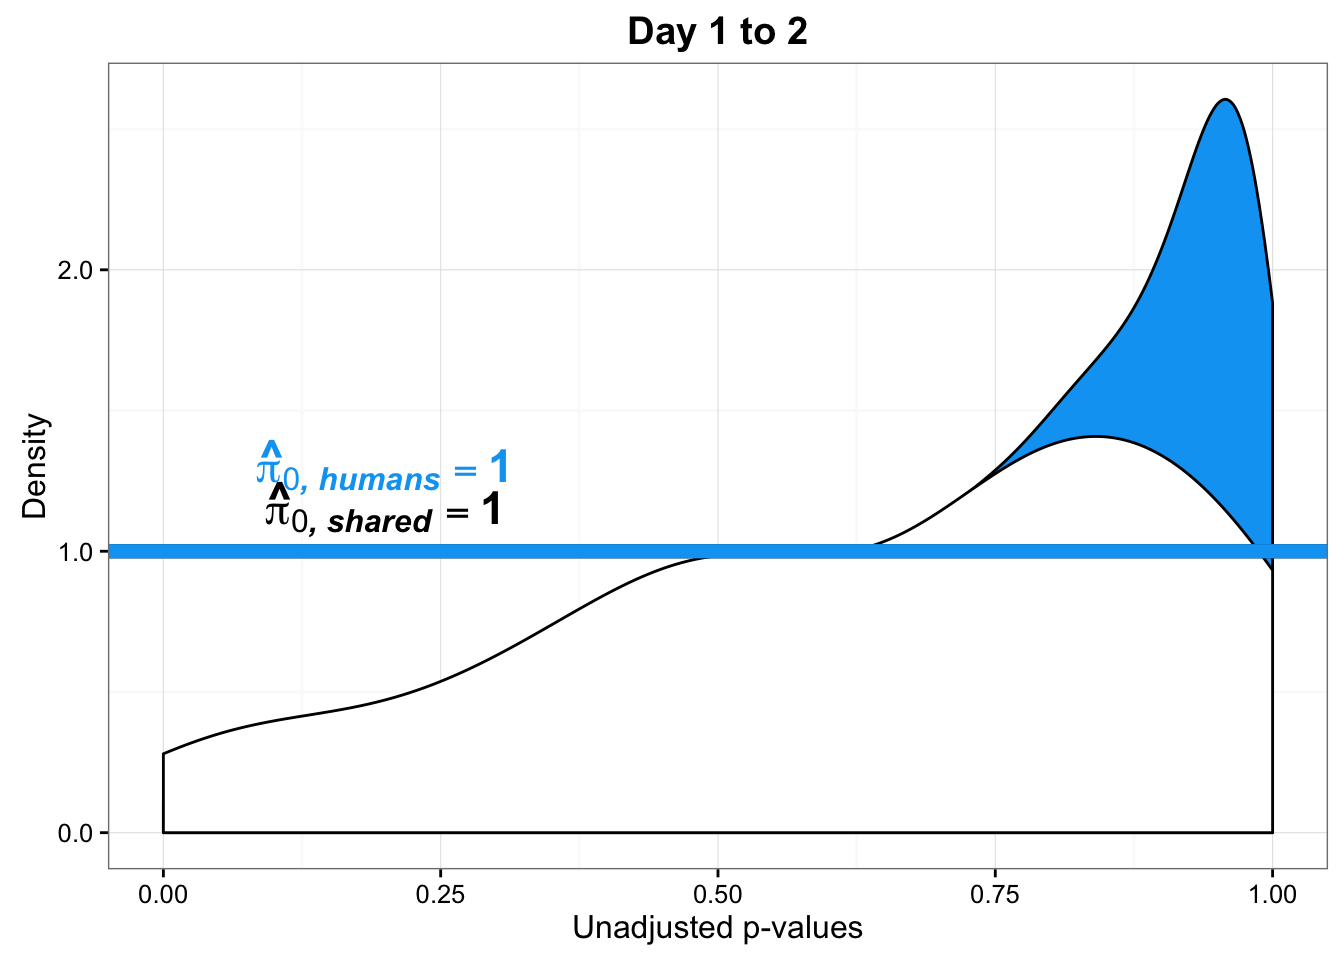 Day 1 to 2
Density
2.0
1.0
0.0
π̂0, humans = 1
π̂0, shared = 1
0.00 0.25 0.50 0.75 1.00
Unadjusted p-values